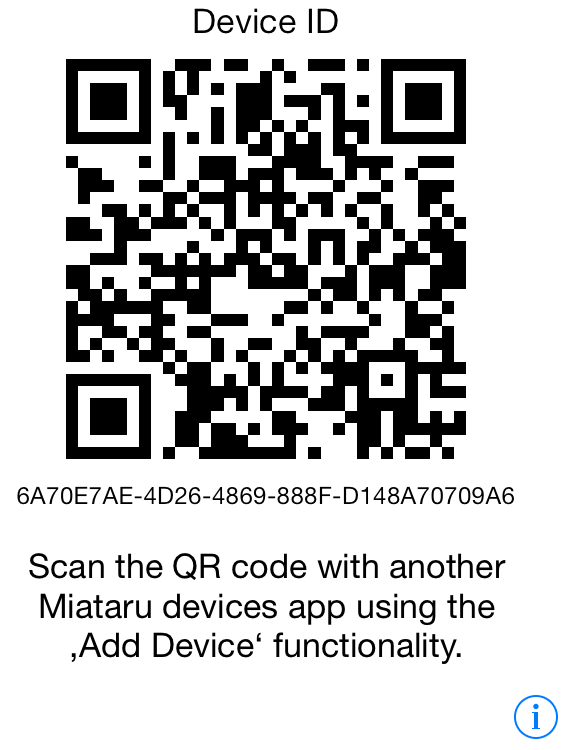 Device ID
6A70E7AE-4D26-4869-888F-D148A70709A6
Scan the QR code with another
Miataru devices app using the
‚Add Device‘ functionality.
i